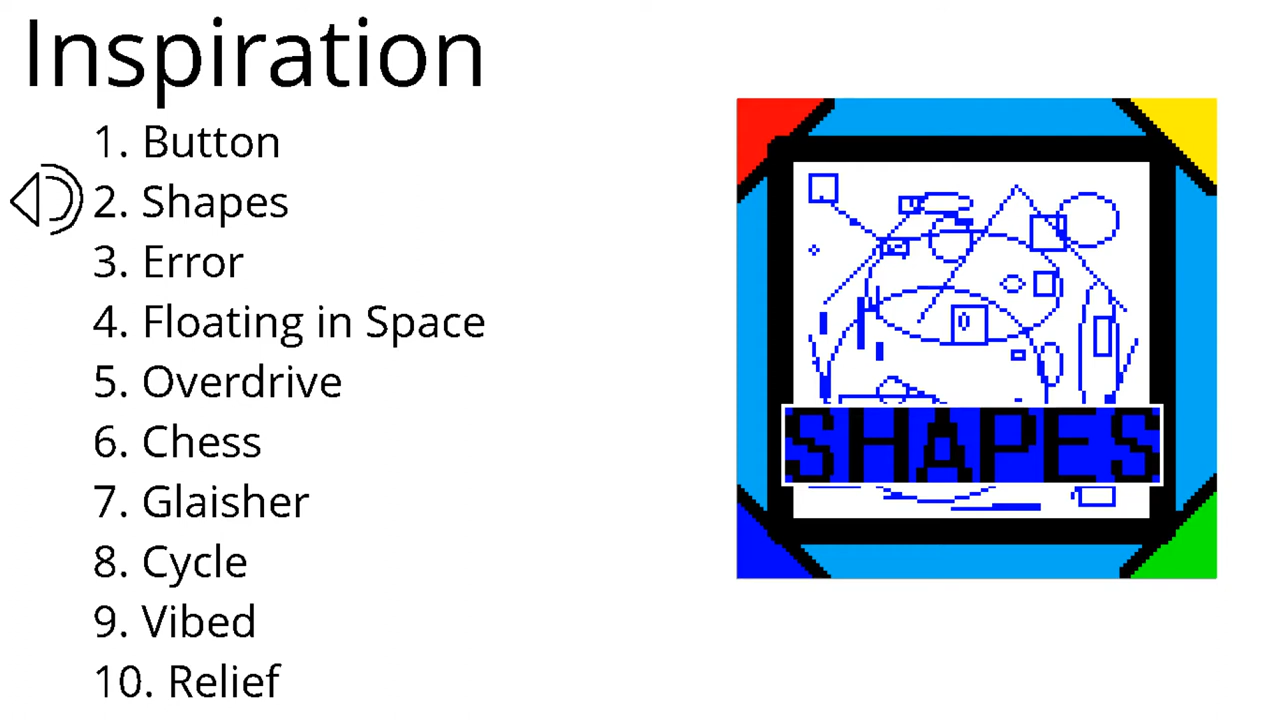 Inspiration
1. Button
2. Shapes
3. Error
4. Floating in Space
5. Overdrive
6. Chess
7. Glaisher
8. Cycle
9. Vibed
10. Relief
SHAPES